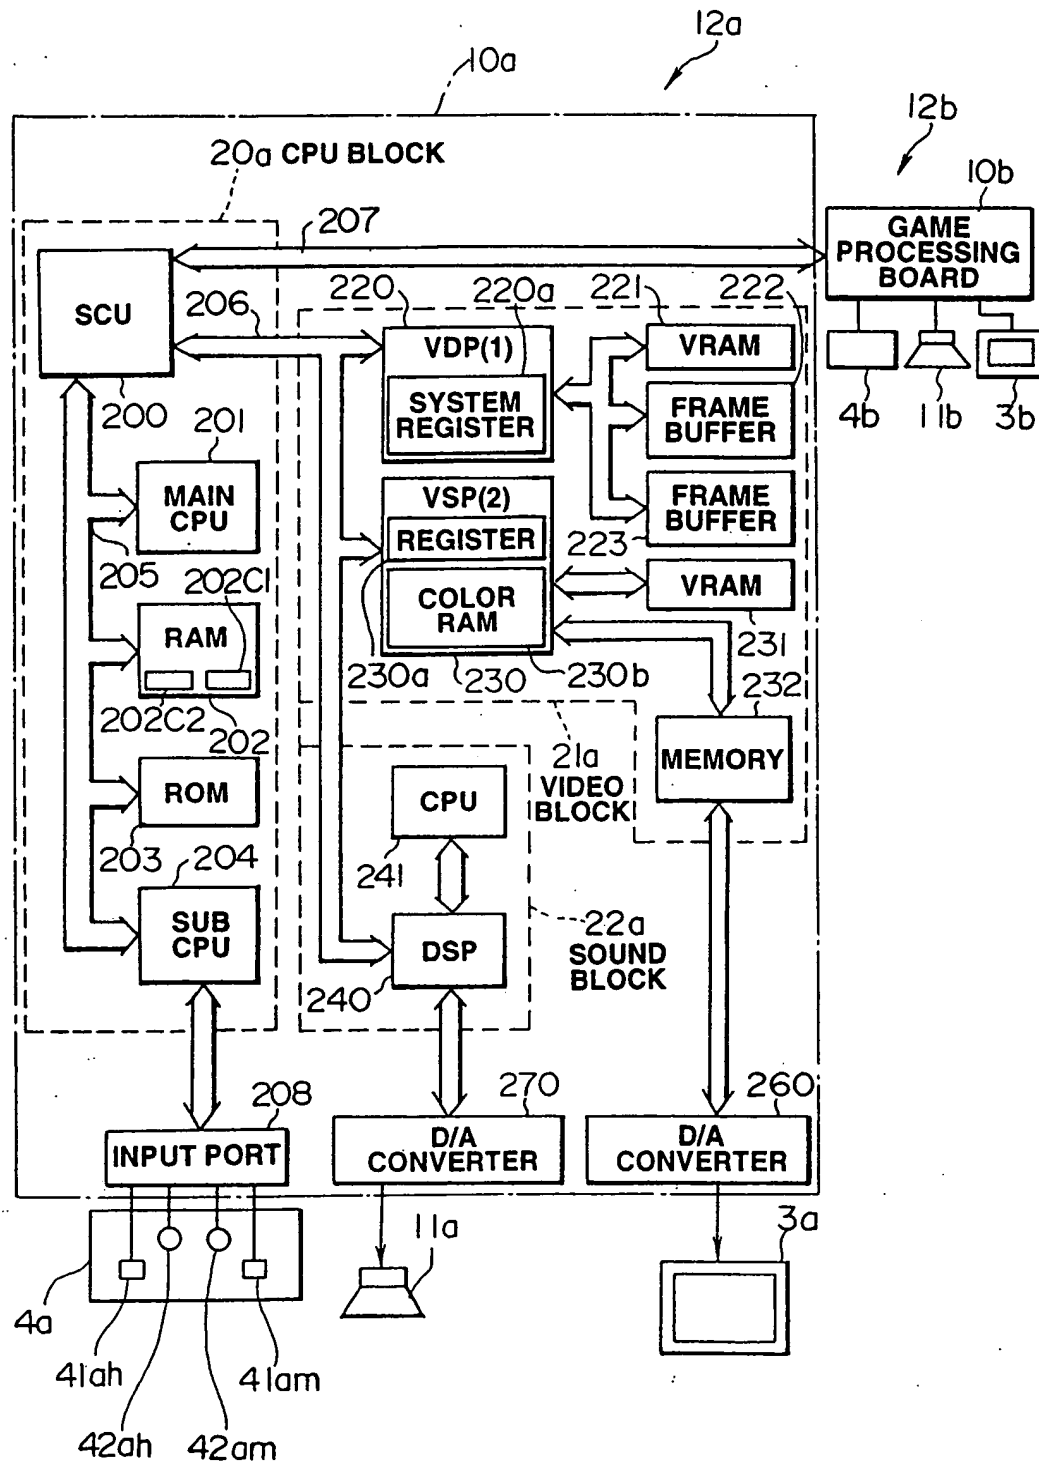 12a
10a
12b
20a CPU BLOCK
10b
207
GAME
PROCESSING
BOARD
SCU
206
220
220a
221
222
VDP(1)
VRAM
SYSTEM
REGISTER
FRAME
BUFFER
4b
11b
3b
200
201
MAIN
CPU
VSP(2)
REGISTER
FRAME
BUFFER
223
205
202C1
COLOR
RAM
VRAM
231
RAM
230a
230
230b
232
202C2
202
21a
VIDEO
BLOCK
MEMORY
ROM
CPU
203
204
241
SUB
CPU
DSP
22a
SOUND
BLOCK
240
208
270
260
INPUT PORT
D/A
CONVERTER
D/A
CONVERTER
11a
3a
4a
41ah
41am
42ah
42am